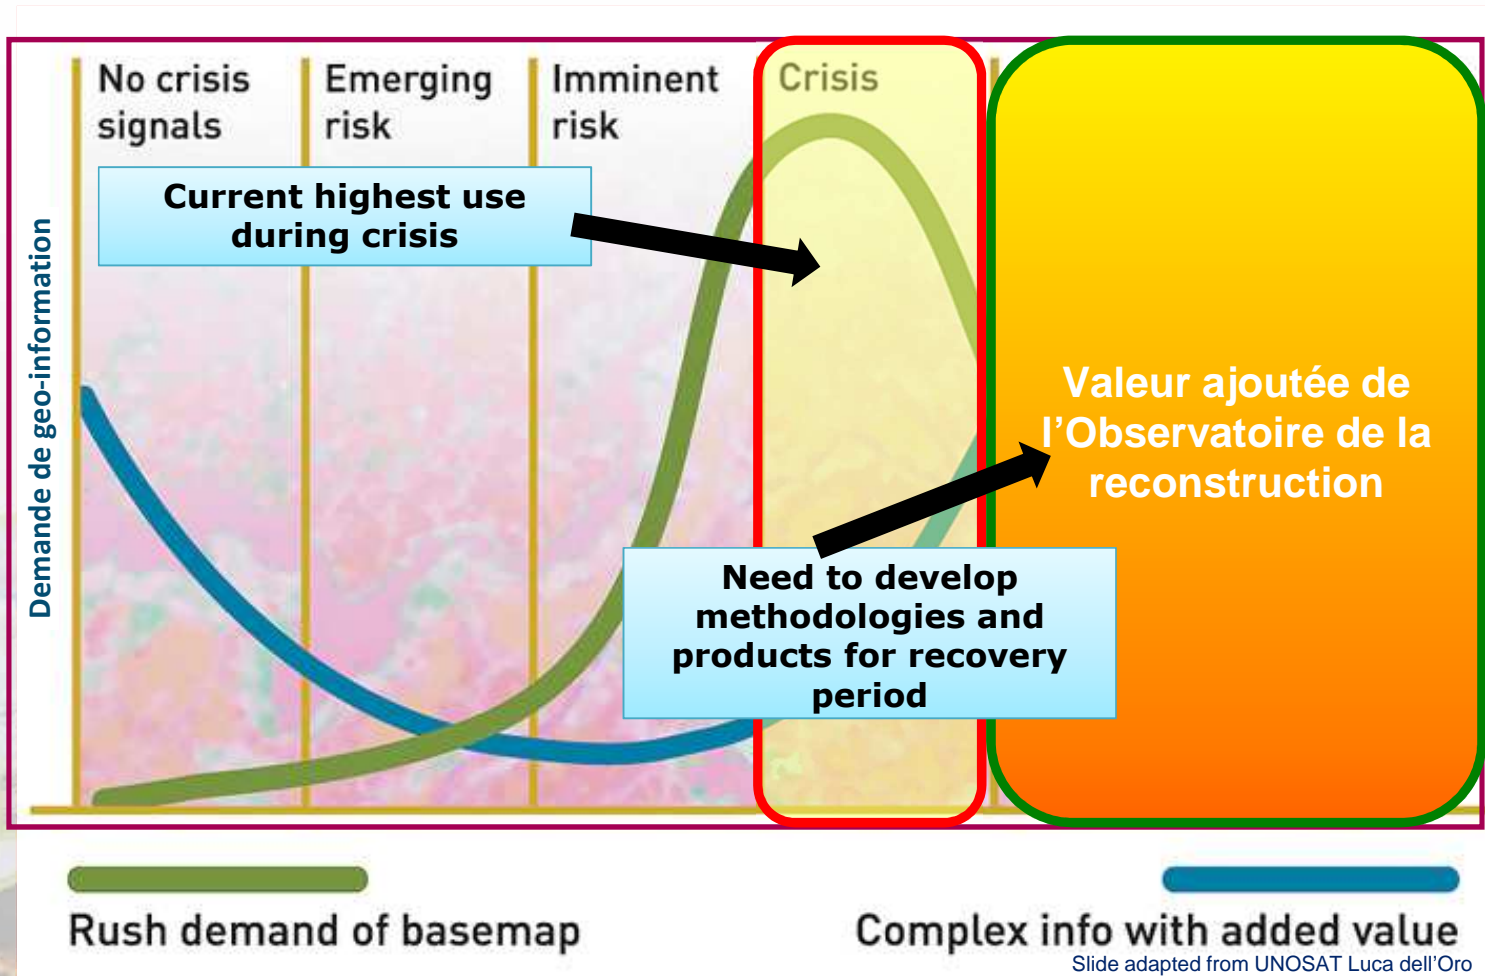 No crisis
signals
Emerging
risk
Imminent
risk
Crisis
Current highest use
during crisis
Demande de geo-information
Valeur ajoutée de
l’Observatoire de la
reconstruction
Need to develop
methodologies and
products for recovery
period
Rush demand of basemap
Complex info with added value
Slide adapted from UNOSAT Luca dell’Oro